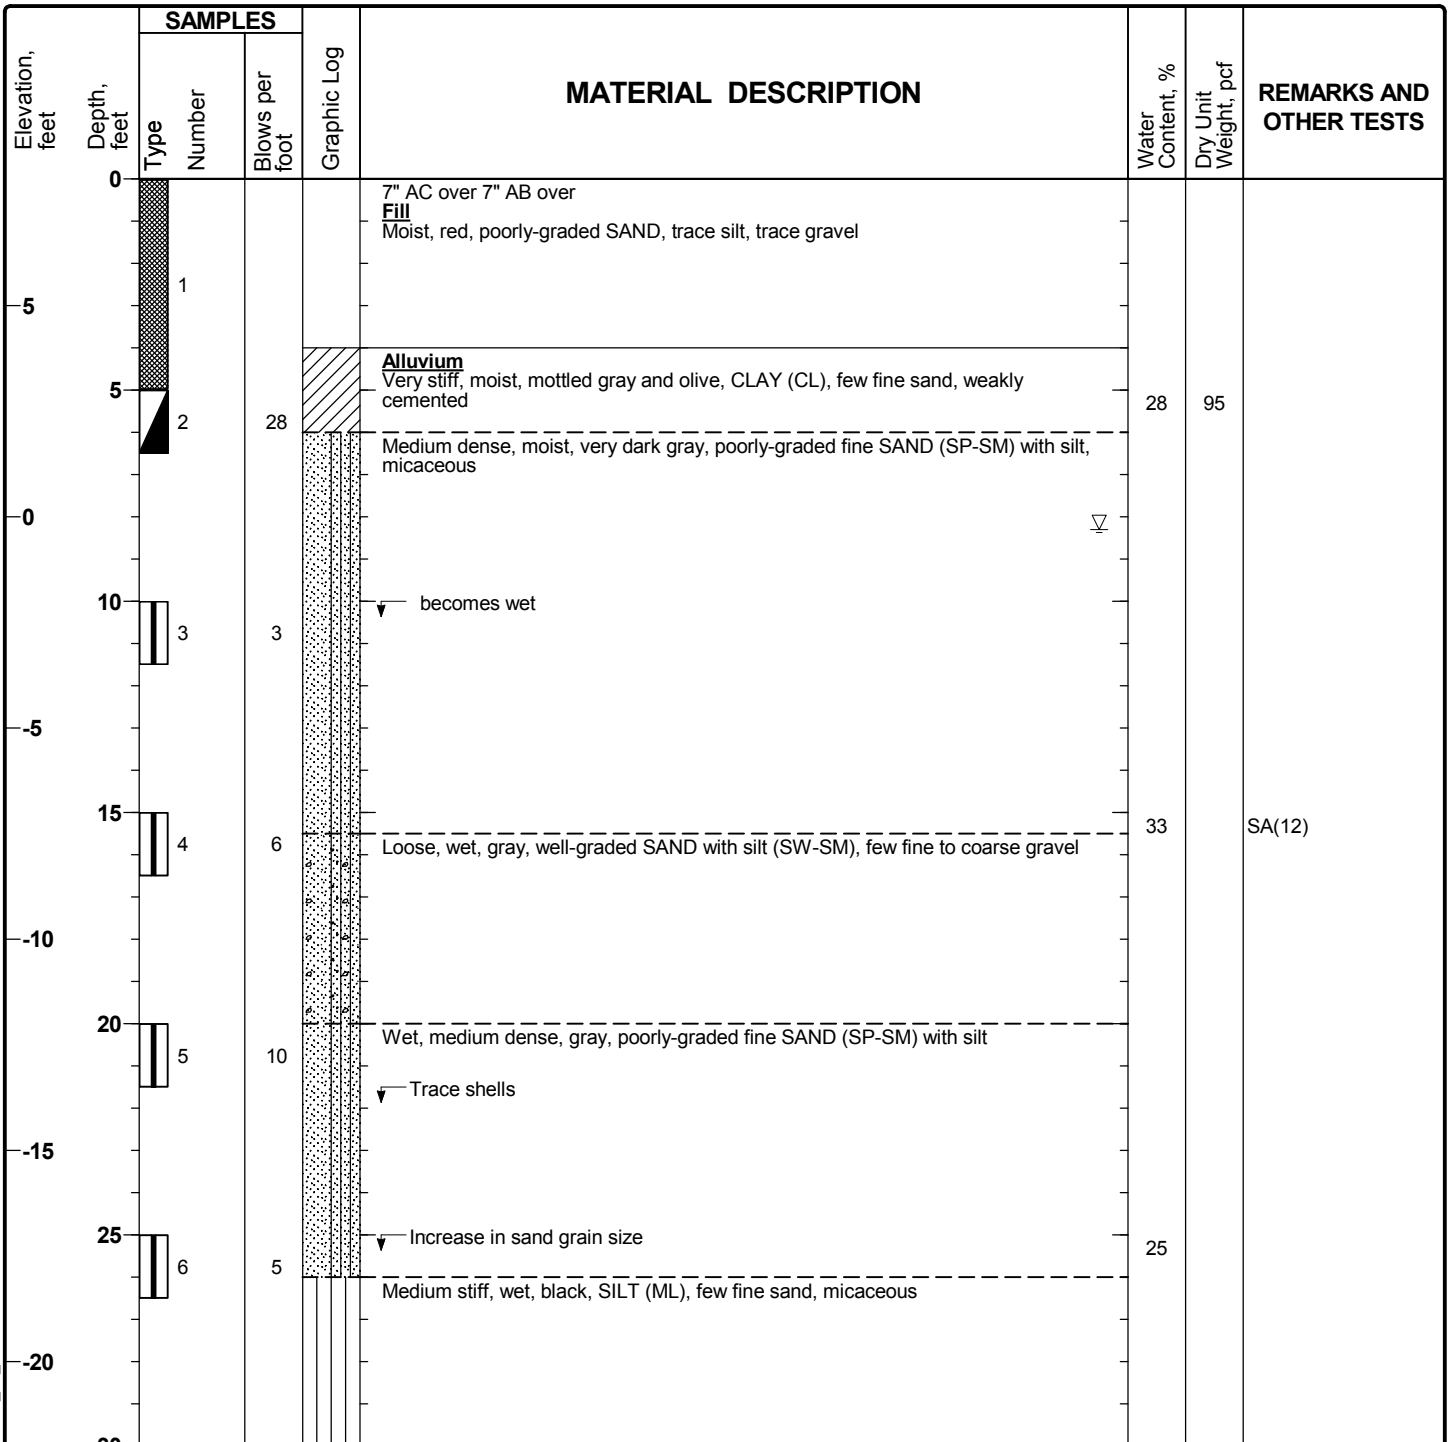 SAMPLES
Elevation,
feet
Depth,
feet
Type
Number
Blows per
foot
Graphic Log
MATERIAL DESCRIPTION
Water
Content, %
Dry Unit
Weight, pcf
REMARKS AND
OTHER TESTS
0
7" AC over 7" AB over
Fill
Moist, red, poorly-graded SAND, trace silt, trace gravel
1
5
Alluvium
Very stiff, moist, mottled gray and olive, CLAY (CL), few fine sand, weakly
cemented
5
28
95
2
28
Medium dense, moist, very dark gray, poorly-graded fine SAND (SP-SM) with silt,
micaceous
0
10
becomes wet
3
3
-5
15
33
SA(12)
4
6
Loose, wet, gray, well-graded SAND with silt (SW-SM), few fine to coarse gravel
-10
20
Wet, medium dense, gray, poorly-graded fine SAND (SP-SM) with silt
5
10
Trace shells
-15
25
Increase in sand grain size
25
6
5
Medium stiff, wet, black, SILT (ML), few fine sand, micaceous
-20